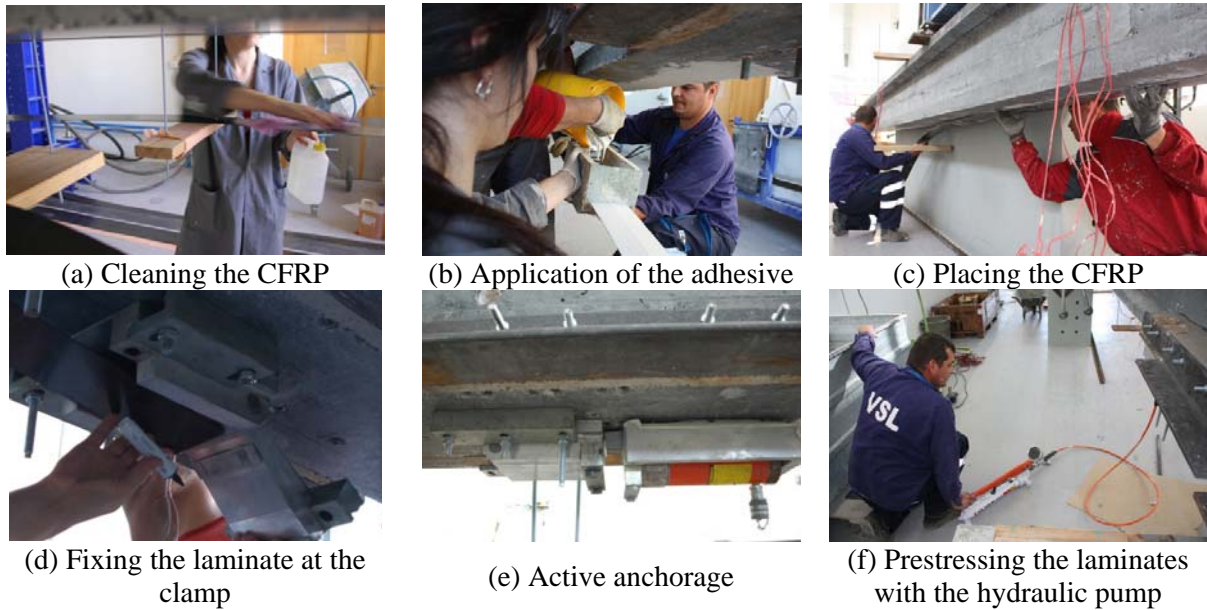 (a) Cleaning the CFRP
(b) Application of the adhesive
(c) Placing the CFRP
VSL
(d) Fixing the laminate at the
clamp
(e) Active anchorage
(f) Prestressing the laminates
with the hydraulic pump